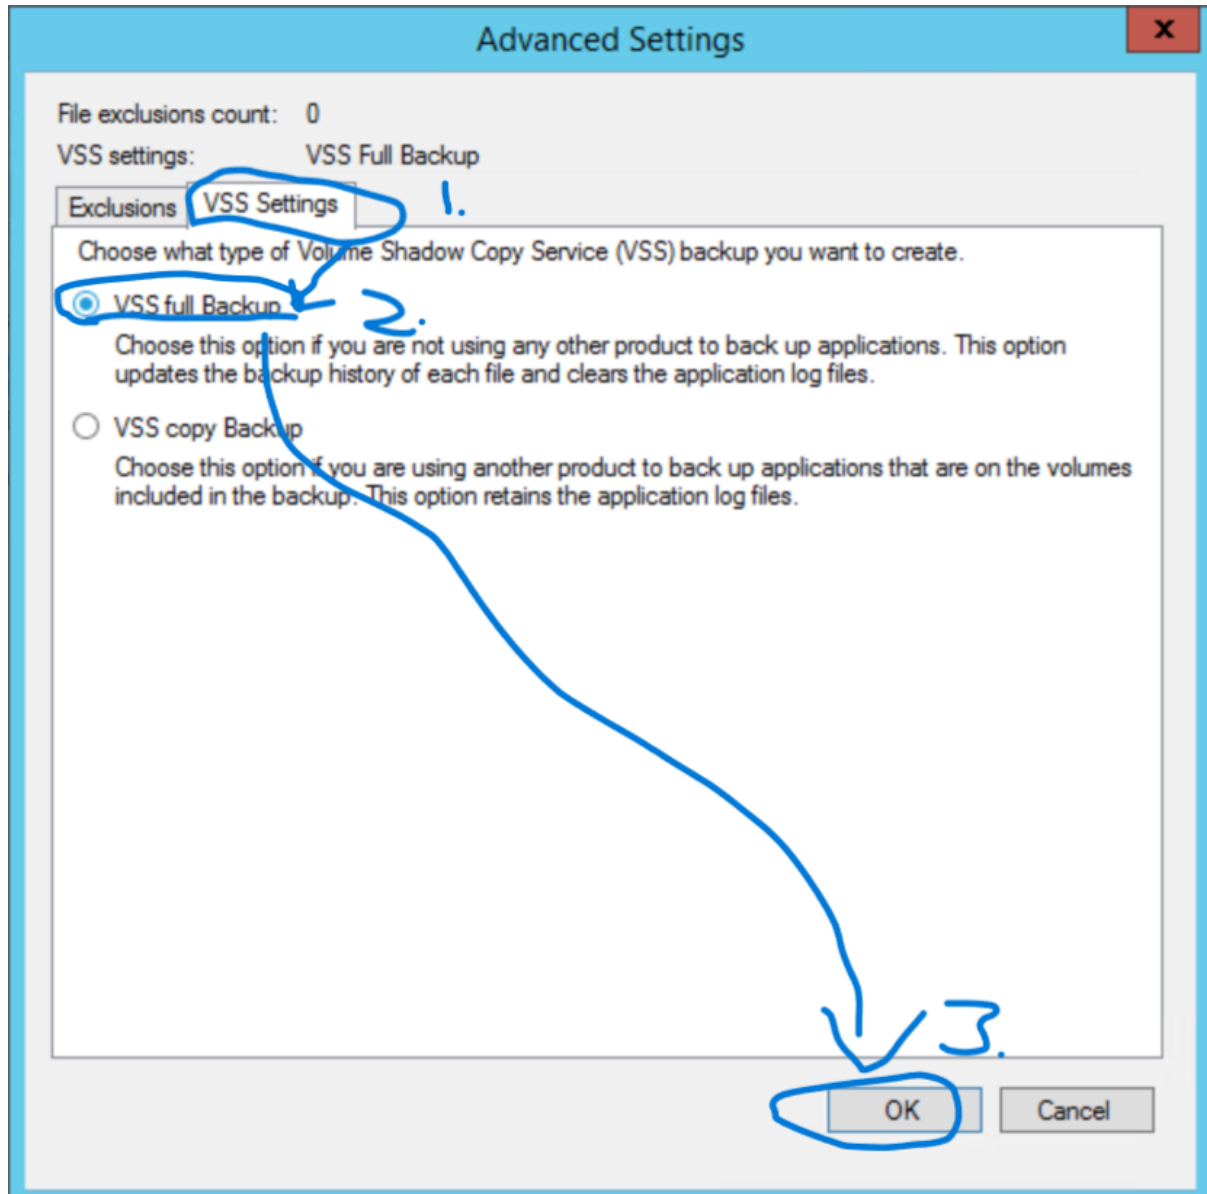 Advanced Settings
x
File exclusions count: 0
VSS settings: VSS Full Backup
Exclusions VSS Settings 1.
Choose what type of Volume Shadow Copy Service (VSS) backup you want to create.
VSS full Backup 2.
Choose this option if you are not using any other product to back up applications. This option
updates the backup history of each file and clears the application log files.
VSS copy Backup
Choose this option if you are using another product to back up applications that are on the volumes
included in the backup. This option retains the application log files.
3.
OK Cancel